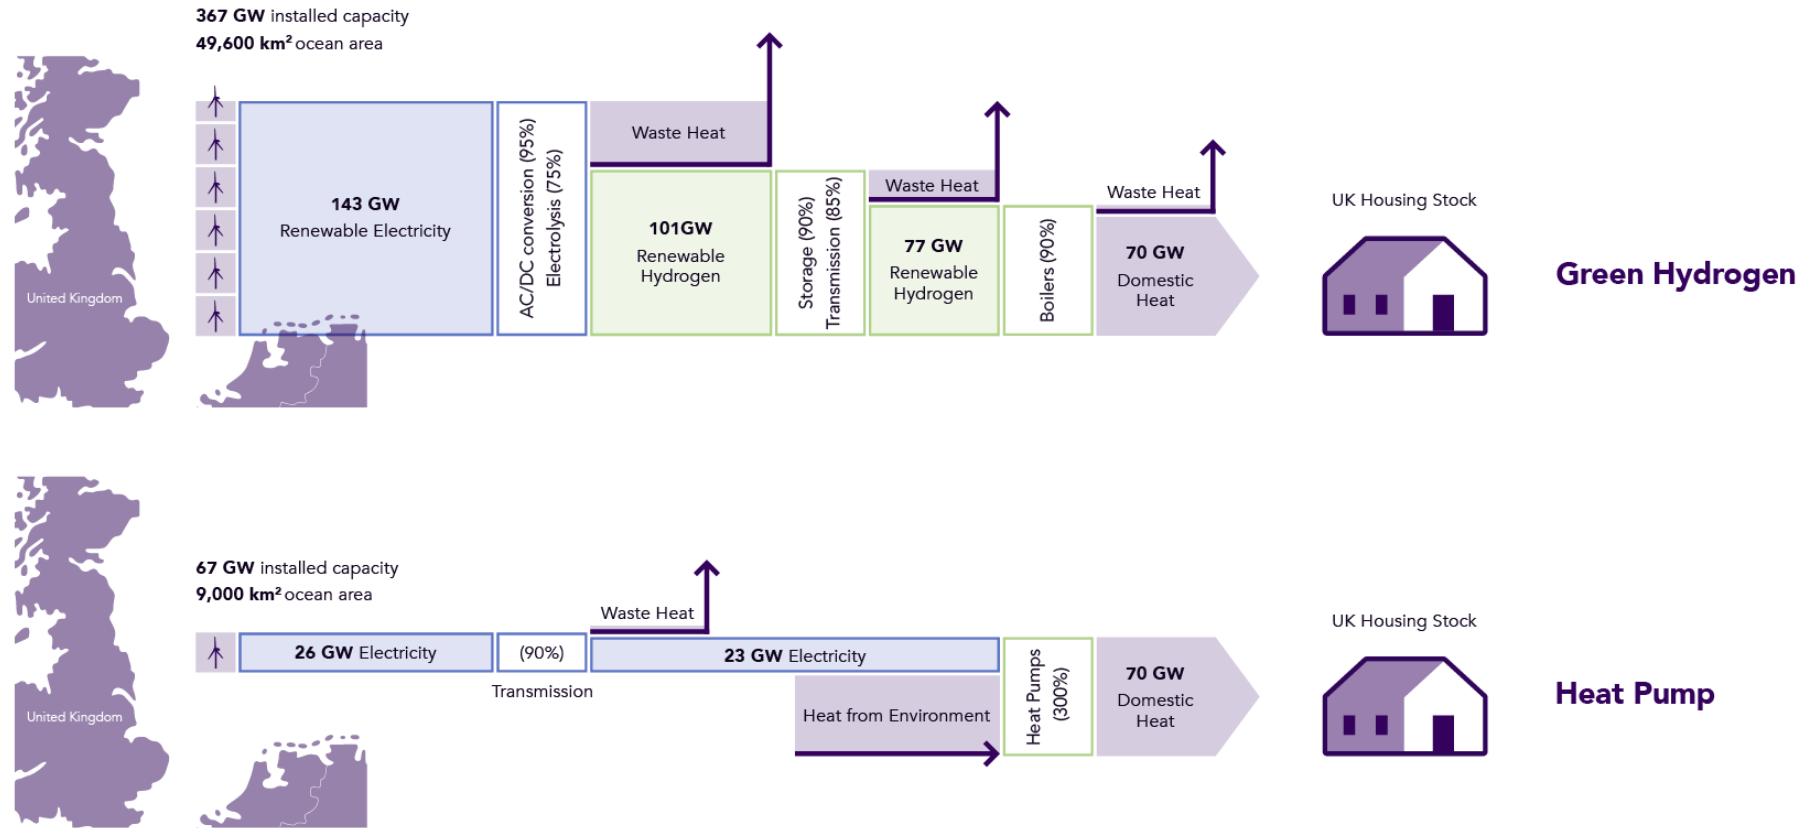 367 GW installed capacity
49,600 km² ocean area
United Kingdom
143 GW
Renewable Electricity
AC/DC conversion (95%)
Electrolysis (75%)
Waste Heat
101GW
Renewable
Hydrogen
Storage (90%)
Transmission (85%)
Waste Heat
77 GW
Renewable
Hydrogen
Boilers (90%)
Waste Heat
70 GW
Domestic
Heat
UK Housing Stock
Green Hydrogen
67 GW installed capacity
9,000 km² ocean area
United Kingdom
26 GW Electricity
(90%)
Transmission
Waste Heat
23 GW Electricity
Heat from Environment
Heat Pumps
(300%)
70 GW
Domestic
Heat
UK Housing Stock
Heat Pump